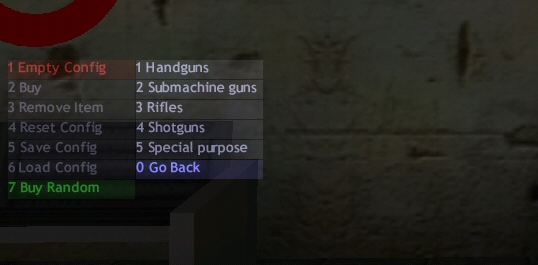 1 Empty Config
2 Buy
3 Remove Item
4 Reset Config
5 Save Config
6 Load Config
7 Buy Random
1 Handguns
2 Submachine guns
3 Rifles
4 Shotguns
5 Special purpose
0 Go Back